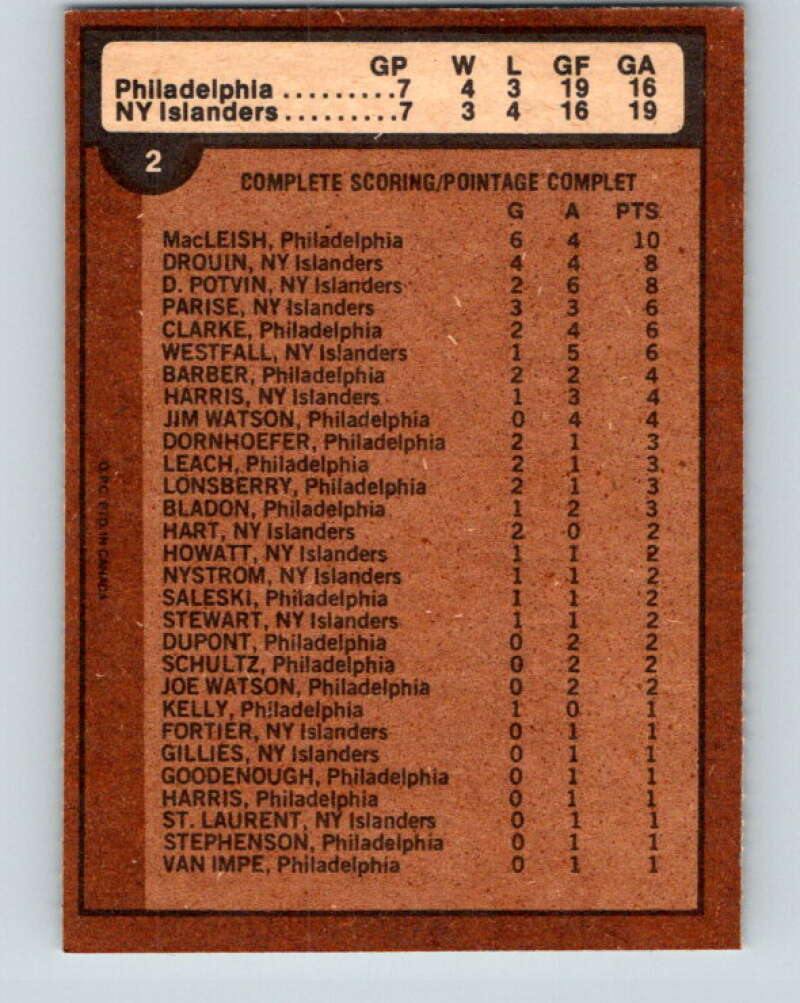 GP W L GF GA
Philadelphia .........7 4 3 19 16
NY Islanders.........7 3 4 16 19
2
COMPLETE SCORING/POINTAGE COMPLET
G A PTS
MacLEISH, Philadelphia 6 4 10
DROUIN, NY Islanders 4 4 8
D. POTVIN, NY Islanders 2 6 8
PARISE, NY Islanders 3 3 6
CLARKE, Philadelphia 2 4 6
WESTFALL, NY Islanders 1 5 6
BARBER, Philadelphia 2 2 4
HARRIS, NY Islanders 1 3 4
JIM WATSON, Philadelphia 0 4 4
DORNHOEFER, Philadelphia 2 1 3
LEACH, Philadelphia 2 1 3
LONSBERRY, Philadelphia 2 1 3
BLADON, Philadelphia 1 2 3
HART, NY Islanders 2 0 2
HOWATT, NY Islanders 1 1 2
NYSTROM, NY Islanders 1 1 2
SALESKI, Philadelphia 1 1 2
STEWART, NY Islanders 1 1 2
DUPONT, Philadelphia 0 2 2
SCHULTZ, Philadelphia 0 2 2
JOE WATSON, Philadelphia 0 2 2
KELLY, Philadelphia 1 0 1
FORTIER, NY Islanders 0 1 1
GILLIES, NY Islanders 0 1 1
GOODENOUGH, Philadelphia 0 1 1
HARRIS, Philadelphia 0 1 1
ST. LAURENT, NY Islanders 0 1 1
STEPHENSON, Philadelphia 0 1 1
VAN IMPE, Philadelphia 0 1 1
IN CANADA